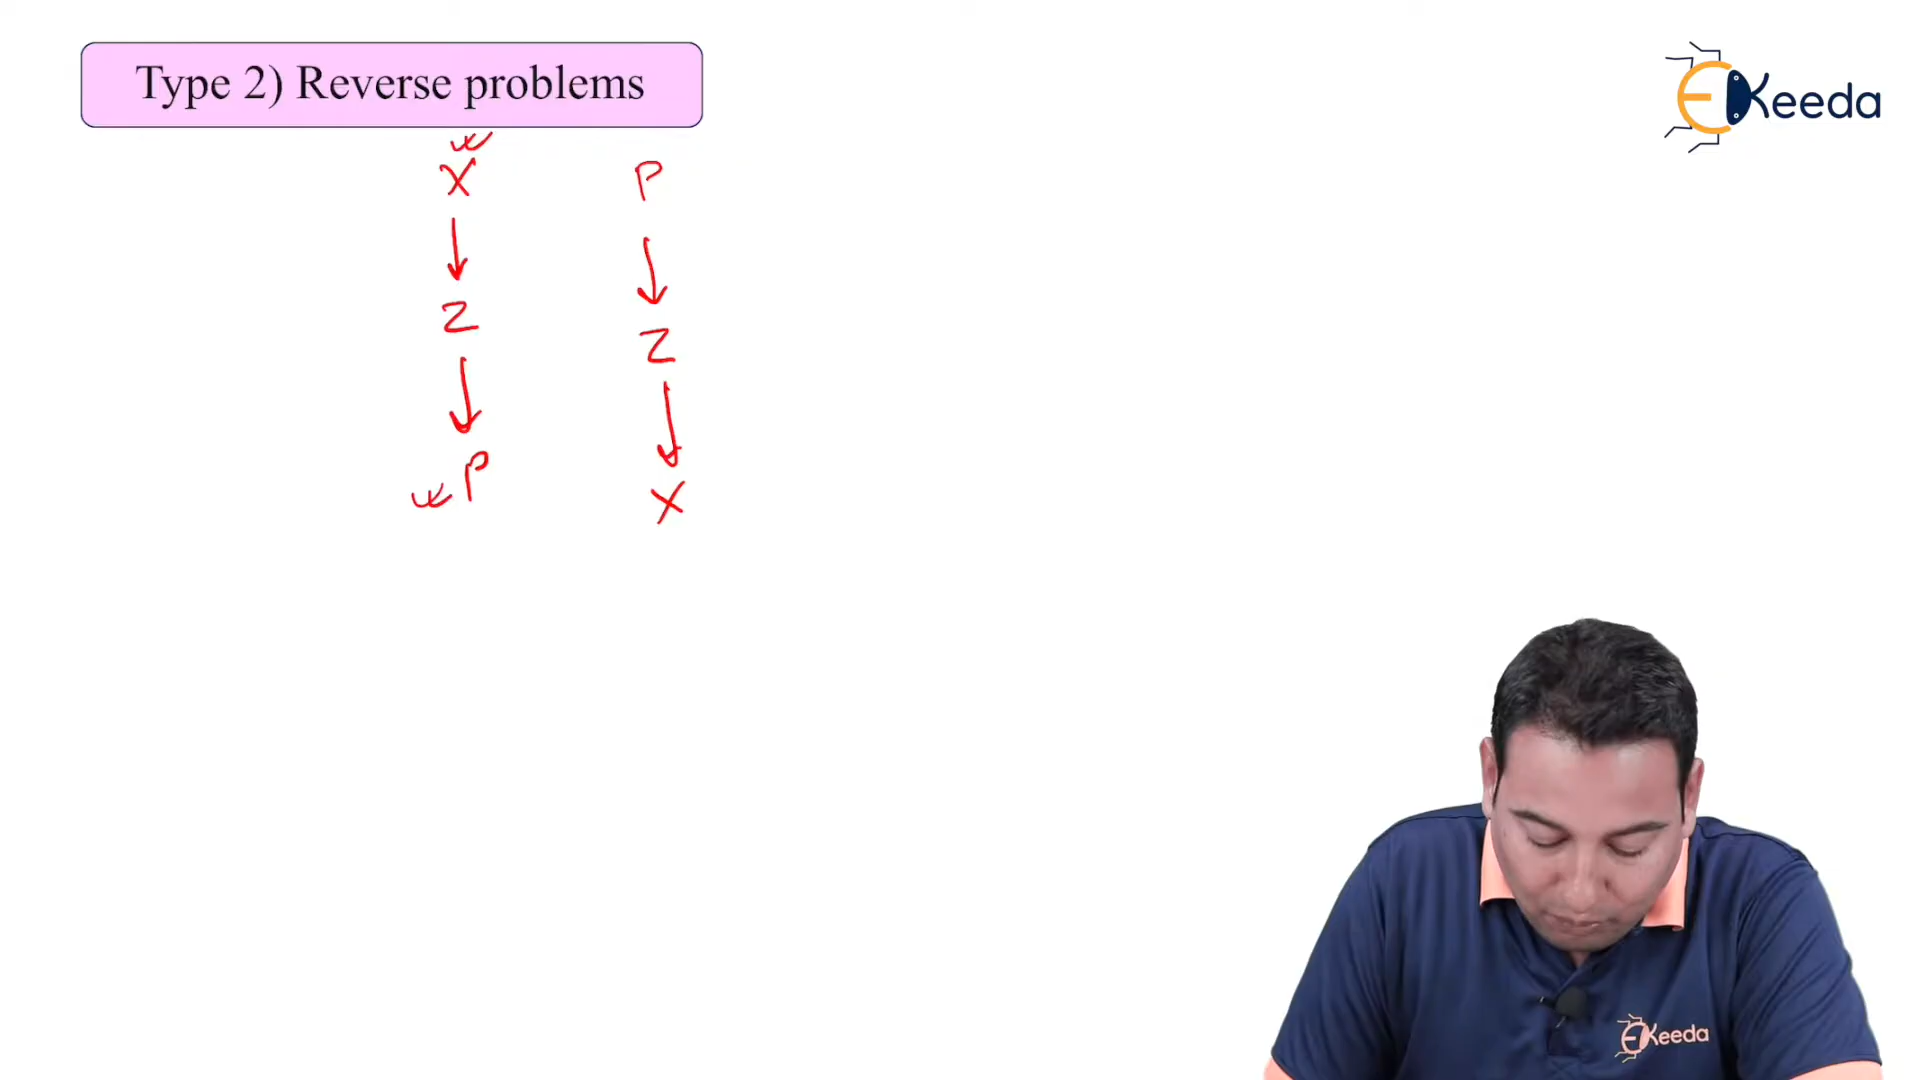 Type 2) Reverse problems
EKeeda
X P
Z Z
P X
EKeeda